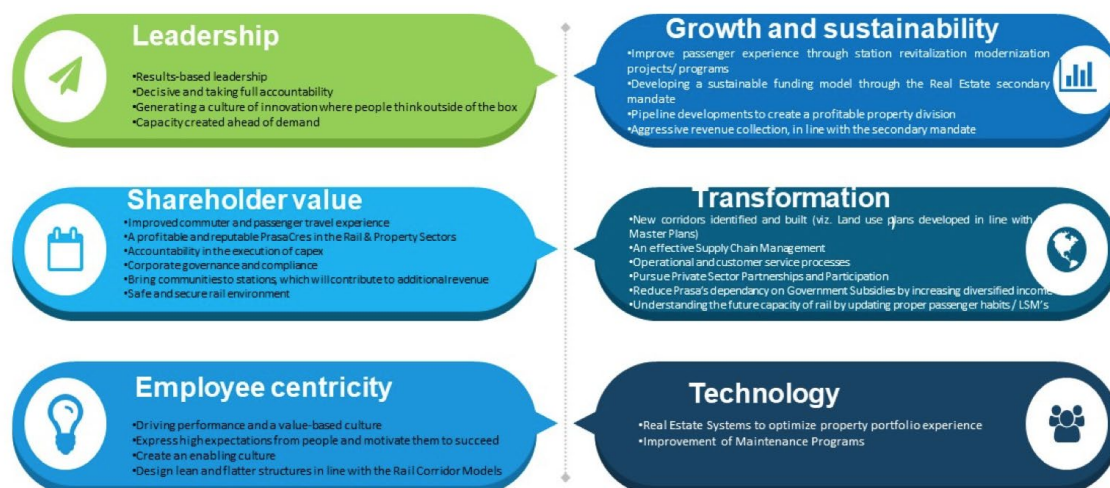 Leadership
•Results-based leadership
•Decisive and taking full accountability
•Generating a culture of innovation where people think outside of the box
•Capacity created ahead of demand
Growth and sustainability
•Improve passenger experience through station revitalization modernization
projects/ programs
•Developing a sustainable funding model through the Real Estate secondary
mandate
•Pipeline developments to create a profitable property division
•Aggressive revenue collection, in line with the secondary mandate
Shareholder value
•Improved commuter and passenger travel experience
•A profitable and reputable PrasaCres in the Rail & Property Sectors
•Accountability in the execution of capex
•Corporate governance and compliance
•Bring communities to stations, which will contribute to additional revenue
•Safe and secure rail environment
Transformation
•New corridors identified and built (viz. Land use plans developed in line with
Master Plans)
•An effective Supply Chain Management
•Operational and customer service processes
•Pursue Private Sector Partnerships and Participation
•Reduce Prasa's dependancy on Government Subsidies by increasing diversified income
•Understanding the future capacity of rail by updating proper passenger habits / LSM's
Employee centricity
•Driving performance and a value-based culture
•Express high expectations from people and motivate them to succeed
•Create an enabling culture
•Design lean and flatter structures in line with the Rail Corridor Models
Technology
•Real Estate Systems to optimize property portfolio experience
•Improvement of Maintenance Programs